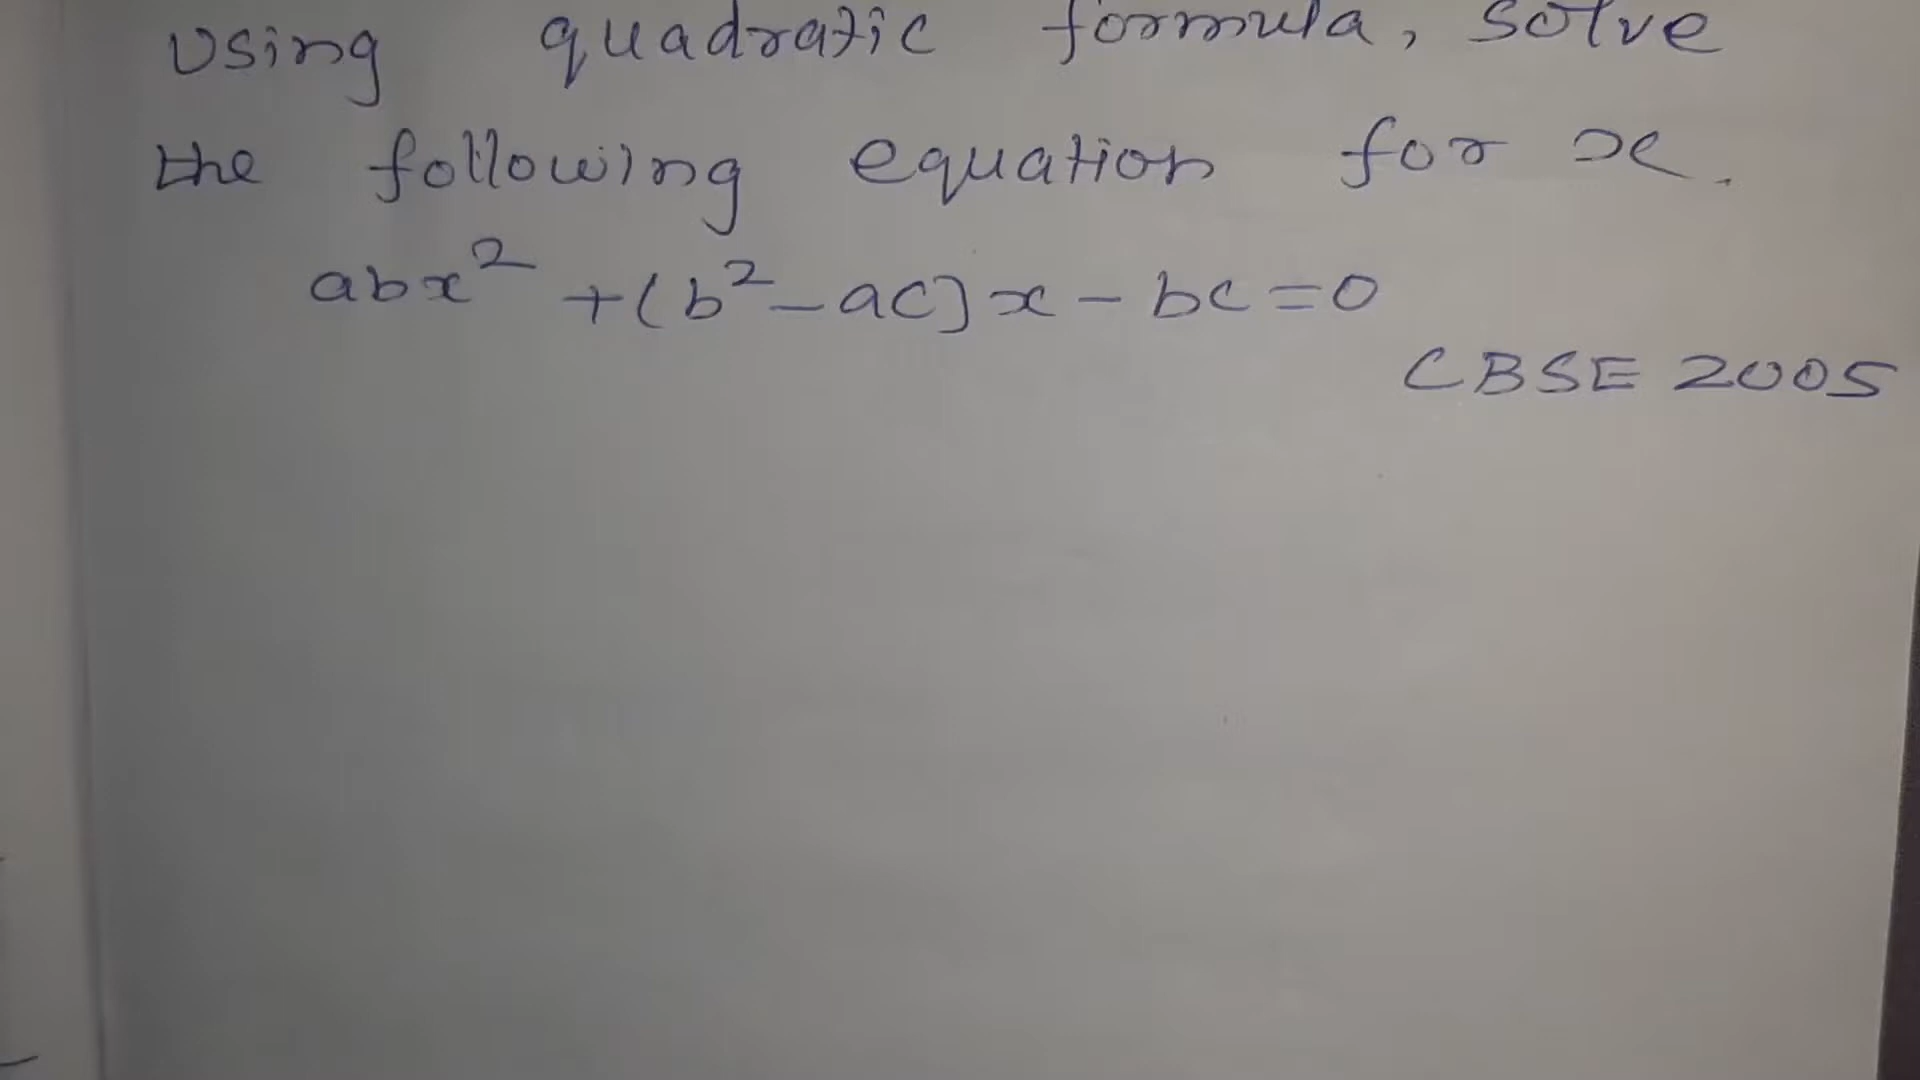 Using quadratic formula, solve
the following equation for x.
abx² + (b² - ac) x - bc = 0
CBSE 2005